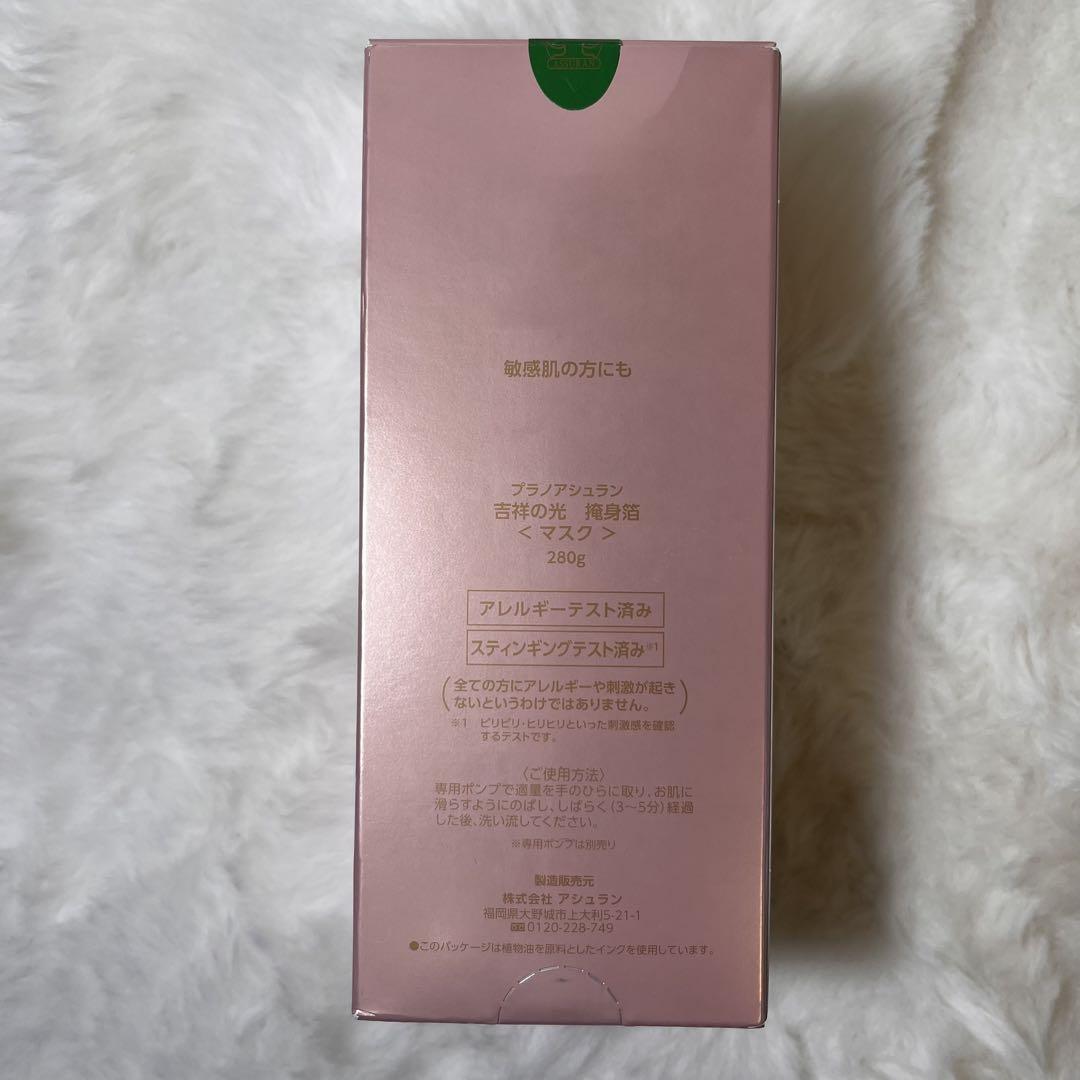 ASSURAN
敏感肌の方にも
プラノアシュラン
吉祥の光 掩身箔
＜マスク＞
280g
アレルギーテスト済み
スティンギングテスト済み※1
(全ての方にアレルギーや刺激が起き
ないというわけではありません。)
※1 ピリピリ・ヒリヒリといった刺激感を確認
するテストです。
〈ご使用方法〉
専用ポンプで適量を手のひらに取り、お肌に
滑らすようにのばし、しばらく(3〜5分)経過
した後、洗い流してください。
※専用ポンプは別売り
製造販売元
株式会社 アシュラン
福岡県大野城市上大利5-21-1
0120-228-749
●このパッケージは植物油を原料としたインクを使用しています。